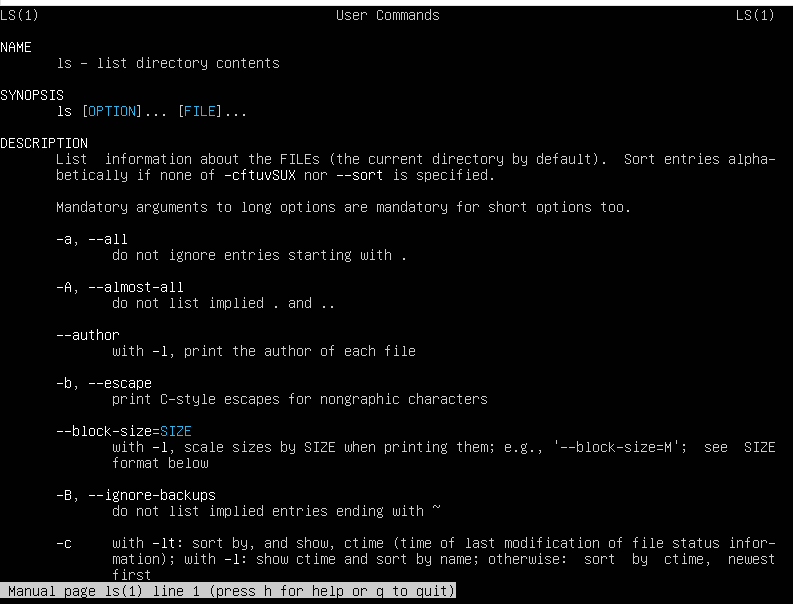 LS(1) User Commands LS(1)
NAME
ls - list directory contents
SYNOPSIS
ls [OPTION]... [FILE]...
DESCRIPTION
List  information about the FILEs (the current directory by default).  Sort entries alpha-
betically if none of -cftuvSUX nor --sort is specified.
Mandatory arguments to long options are mandatory for short options too.
-a, --all
do not ignore entries starting with .
-A, --almost-all
do not list implied . and ..
--author
with -l, print the author of each file
-b, --escape
print C-style escapes for nongraphic characters
--block-size=SIZE
with -l, scale sizes by SIZE when printing them; e.g., '--block-size=M';  see  SIZE
format below
-B, --ignore-backups
do not list implied entries ending with ~
-c     with -lt: sort by, and show, ctime (time of last modification of file status infor-
mation); with -l: show ctime and sort by name; otherwise:  sort  by  ctime,  newest
first
Manual page ls(1) line 1 (press h for help or q to quit)